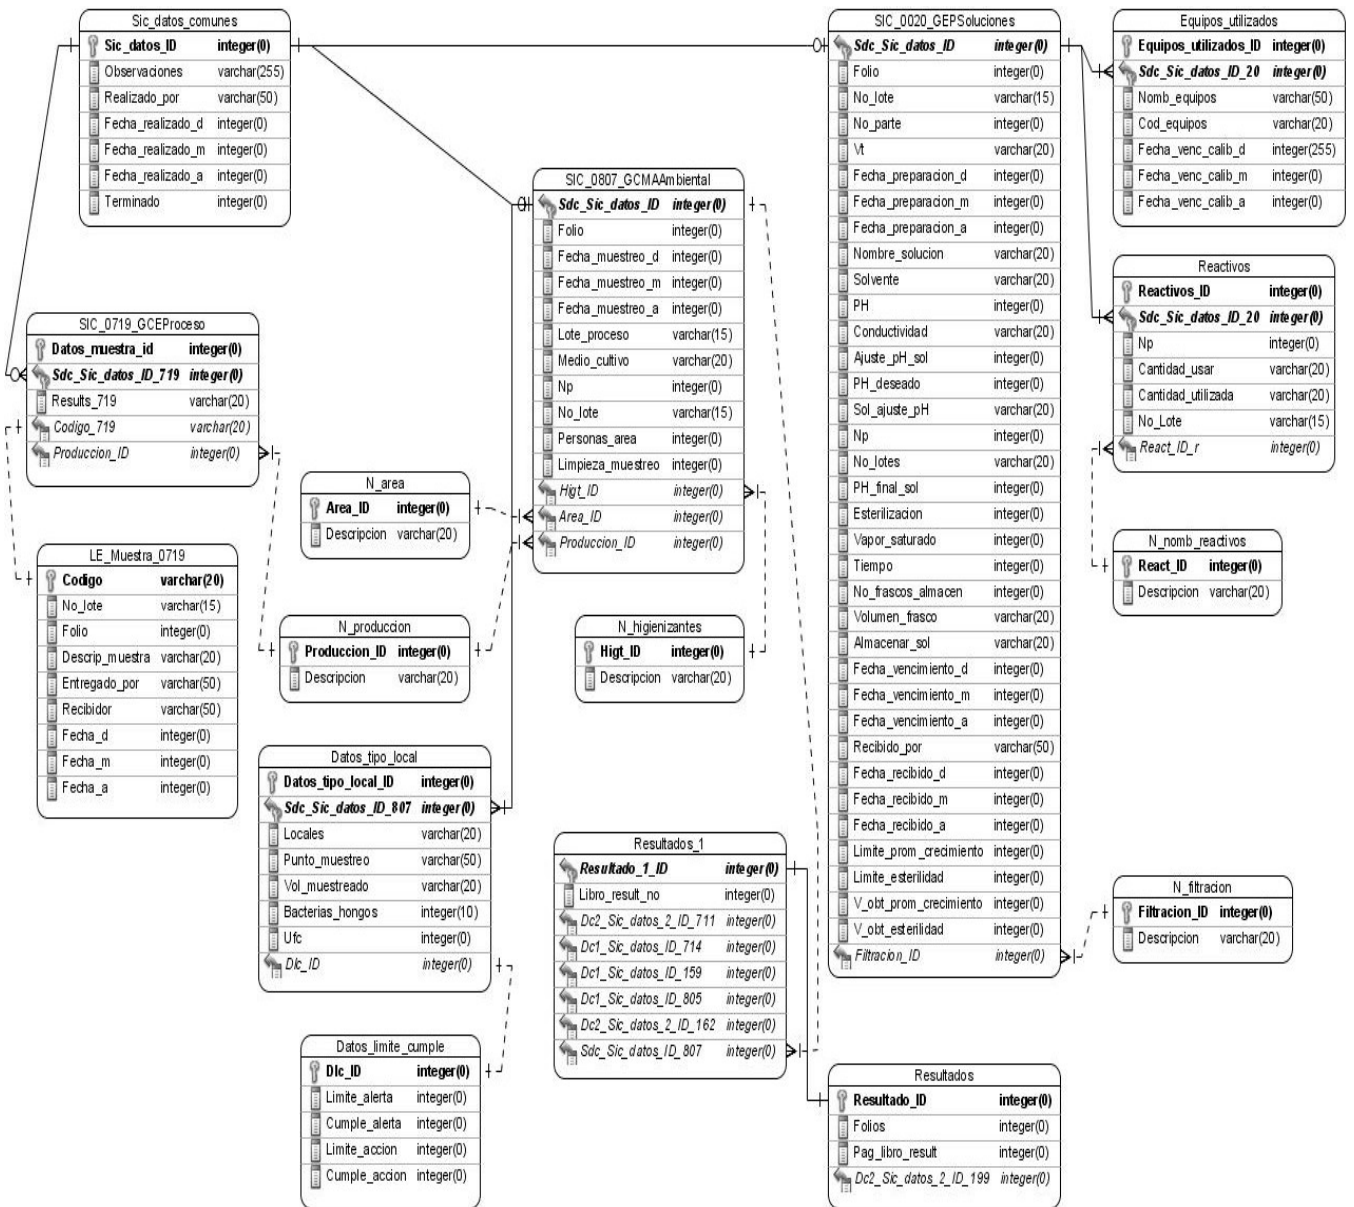 Sic_datos_comunes
Sic_datos_ID integer(0)
Observaciones varchar(255)
Realizado_por varchar(50)
Fecha_realizado_d integer(0)
Fecha_realizado_m integer(0)
Fecha_realizado_a integer(0)
Terminado integer(0)
SIC_0719_GCEProceso
Datos_muestra_id integer(0)
Sdc_Sic_datos_ID_719 integer(0)
Results_719 varchar(20)
Codigo_719 varchar(20)
Produccion_ID integer(0)
LE_Muestra_0719
Codigo varchar(20)
No_lote varchar(15)
Folio integer(0)
Descrip_muestra varchar(20)
Entregado_por varchar(50)
Recibidor varchar(50)
Fecha_d integer(0)
Fecha_m integer(0)
Fecha_a integer(0)
N_area
Area_ID integer(0)
Descripcion varchar(20)
N_produccion
Produccion_ID integer(0)
Descripcion varchar(20)
Datos_tipo_local
Datos_tipo_local_ID integer(0)
Sdc_Sic_datos_ID_807 integer(0)
Locales varchar(20)
Punto_muestreo varchar(50)
Vol_muestreado varchar(20)
Bacterias_hongos integer(10)
Ufc integer(0)
Dlc_ID integer(0)
Datos_limite_cumple
Dlc_ID integer(0)
Limite_alerta integer(0)
Cumple_alerta integer(0)
Limite_accion integer(0)
Cumple_accion integer(0)
SIC_0807_GCMAAmbiental
Sdc_Sic_datos_ID integer(0)
Folio integer(0)
Fecha_muestreo_d integer(0)
Fecha_muestreo_m integer(0)
Fecha_muestreo_a integer(0)
Lote_proceso varchar(15)
Medio_cultivo varchar(20)
Np integer(0)
No_lote varchar(15)
Personas_area integer(0)
Limpieza_muestreo integer(0)
Higt_ID integer(0)
Area_ID integer(0)
Produccion_ID integer(0)
N_higienizantes
Higt_ID integer(0)
Descripcion varchar(20)
Resultados_1
Resultado_1_ID integer(0)
Libro_result_no integer(0)
Dc2_Sic_datos_2_ID_711 integer(0)
Dc1_Sic_datos_ID_714 integer(0)
Dc1_Sic_datos_ID_159 integer(0)
Dc1_Sic_datos_ID_805 integer(0)
Dc2_Sic_datos_2_ID_162 integer(0)
Sdc_Sic_datos_ID_807 integer(0)
SIC_0020_GEPSoluciones
Sdc_Sic_datos_ID integer(0)
Folio integer(0)
No_lote varchar(15)
No_parte integer(0)
Vt varchar(20)
Fecha_preparacion_d integer(0)
Fecha_preparacion_m integer(0)
Fecha_preparacion_a integer(0)
Nombre_solucion varchar(20)
Solvente varchar(20)
PH integer(0)
Conductividad varchar(20)
Ajuste_pH_sol integer(0)
PH_deseado integer(0)
Sol_ajuste_pH varchar(20)
Np integer(0)
No_lotes varchar(20)
PH_final_sol integer(0)
Esterilizacion integer(0)
Vapor_saturado integer(0)
Tiempo integer(0)
No_frascos_almacen integer(0)
Volumen_frasco varchar(20)
Almacenar_sol varchar(20)
Fecha_vencimiento_d integer(0)
Fecha_vencimiento_m integer(0)
Fecha_vencimiento_a integer(0)
Recibido_por varchar(50)
Fecha_recibido_d integer(0)
Fecha_recibido_m integer(0)
Fecha_recibido_a integer(0)
Limite_prom_crecimiento integer(0)
Limite_esterilidad integer(0)
V_obt_prom_crecimiento integer(0)
V_obt_esterilidad integer(0)
Filtracion_ID integer(0)
Resultados
Resultado_ID integer(0)
Folios integer(0)
Pag_libro_result integer(0)
Dc2_Sic_datos_2_ID_199 integer(0)
Equipos_utilizados
Equipos_utilizados_ID integer(0)
Sdc_Sic_datos_ID_20 integer(0)
Nomb_equipos varchar(50)
Cod_equipos varchar(20)
Fecha_venc_calib_d integer(255)
Fecha_venc_calib_m integer(0)
Fecha_venc_calib_a integer(0)
Reactivos
Reactivos_ID integer(0)
Sdc_Sic_datos_ID_20 integer(0)
Np integer(0)
Cantidad_usar varchar(20)
Cantidad_utilizada varchar(20)
No_Lote varchar(15)
React_ID_r integer(0)
N_nomb_reactivos
React_ID integer(0)
Descripcion varchar(20)
N_filtracion
Filtracion_ID integer(0)
Descripcion varchar(20)